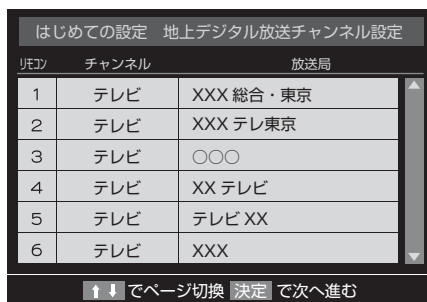 はじめての設定　地上デジタル放送チャンネル設定
リモコン　チャンネル　放送局
1　テレビ　XXX 総合・東京
2　テレビ　XXX テレ東京
3　テレビ　○○○
4　テレビ　XX テレビ
5　テレビ　テレビ XX
6　テレビ　XXX
⬆⬇ でページ切換 決定 で次へ進む